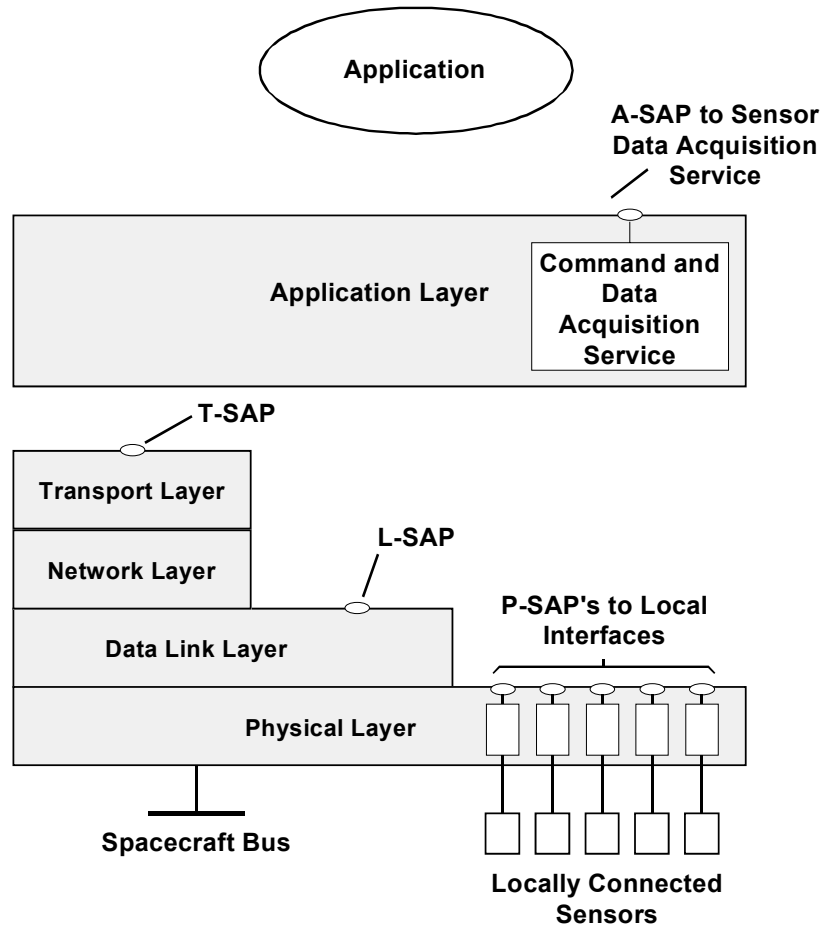 Application
A-SAP to Sensor
Data Acquisition
Service
Application Layer
Command and
Data
Acquisition
Service
T-SAP
Transport Layer
L-SAP
Network Layer
P-SAP's to Local
Interfaces
Data Link Layer
Physical Layer
Spacecraft Bus
Locally Connected
Sensors